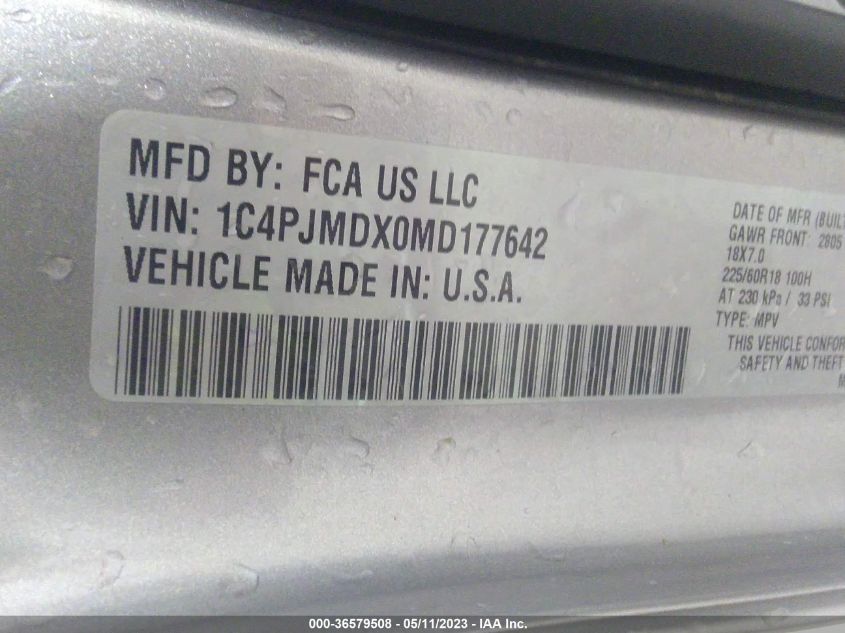 MFD BY: FCA US LLC
VIN: 1C4PJMDX0MD177642
VEHICLE MADE IN: U.S.A.
DATE OF MFR (BUILT
GAWR FRONT: 2805
18X7.0
225/60R18 100H
AT 230 kPa / 33 PSI
TYPE: MPV
THIS VEHICLE CONFOR
SAFETY AND THEFT
M
000-36579508 - 05/11/2023 - IAA Inc.